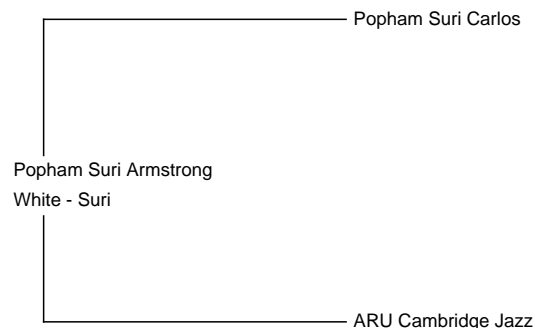 Popham Suri Carlos
Popham Suri Armstrong
White - Suri
ARU Cambridge Jazz